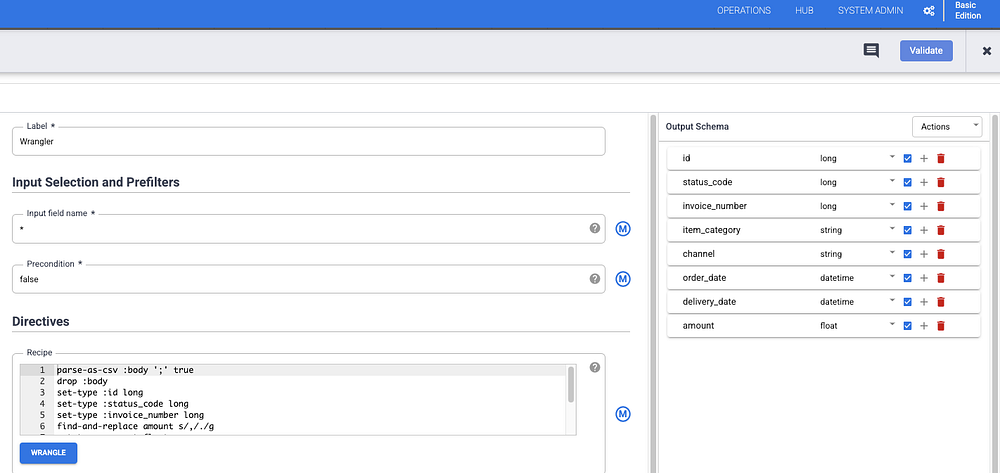 OPERATIONS HUB SYSTEM ADMIN Basic
Edition
Validate
Label *
Wrangler
Input Selection and Prefilters
Input field name *
*
M
Precondition *
false
M
Directives
Recipe
1 parse-as-csv :body ';' true
2 drop :body
3 set-type :id long
4 set-type :status_code long
5 set-type :invoice_number long
6 find-and-replace amount s/,/./g
M
WRANGLE
Output Schema
Actions
id long
status_code long
invoice_number long
item_category string
channel string
order_date datetime
delivery_date datetime
amount float